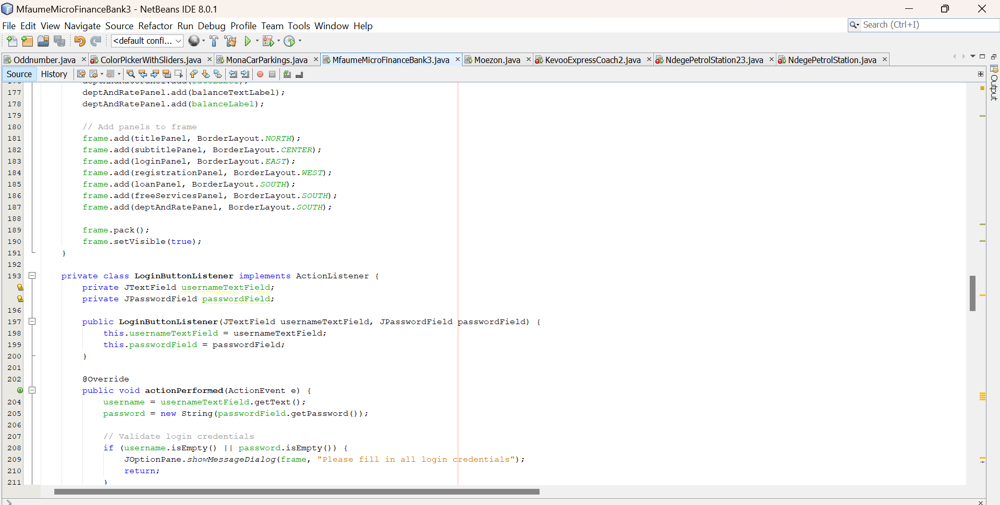 MfaumeMicroFinanceBank3 - NetBeans IDE 8.0.1
File Edit View Navigate Source Refactor Run Debug Profile Team Tools Window Help
Search (Ctrl+I)
<default confi...
Oddnumber.java ColorPickerWithSliders.java MonaCarParkings.java MfaumeMicroFinanceBank3.java Moezon.java KevooExpressCoach2.java NdegePetrolStation23.java NdegePetrolStation.java
Source History
Output
177 deptAndRatePanel.add(balanceTextLabel);
178 deptAndRatePanel.add(balanceLabel);
179
180 // Add panels to frame
181 frame.add(titlePanel, BorderLayout.NORTH);
182 frame.add(subtitlePanel, BorderLayout.CENTER);
183 frame.add(loginPanel, BorderLayout.EAST);
184 frame.add(registrationPanel, BorderLayout.WEST);
185 frame.add(loanPanel, BorderLayout.SOUTH);
186 frame.add(freeServicesPanel, BorderLayout.SOUTH);
187 frame.add(deptAndRatePanel, BorderLayout.SOUTH);
188
189 frame.pack();
190 frame.setVisible(true);
191 }
192
193 private class LoginButtonListener implements ActionListener {
private JTextField usernameTextField;
private JPasswordField passwordField;
196
197 public LoginButtonListener(JTextField usernameTextField, JPasswordField passwordField) {
198 this.usernameTextField = usernameTextField;
199 this.passwordField = passwordField;
200 }
201
202 @Override
public void actionPerformed(ActionEvent e) {
204 username = usernameTextField.getText();
205 password = new String(passwordField.getPassword());
206
207 // Validate login credentials
208 if (username.isEmpty() || password.isEmpty()) {
209 JOptionPane.showMessageDialog(frame, "Please fill in all login credentials");
210 return;
211 }